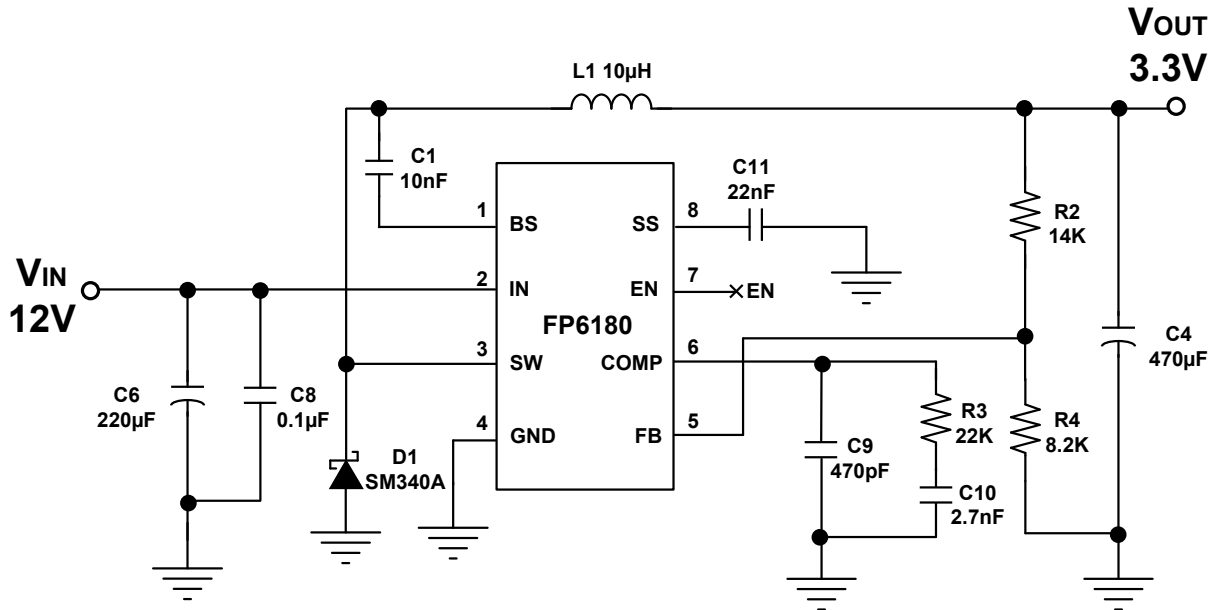 VOUT
3.3V
L1 10µH
C1
10nF
C11
22nF
1
BS
SS
8
R2
14K
VIN
12V
2
IN
EN
7
EN
FP6180
3
SW
COMP
6
C4
470µF
C6
220µF
C8
0.1µF
4
GND
FB
5
R3
22K
R4
8.2K
D1
SM340A
C9
470pF
C10
2.7nF